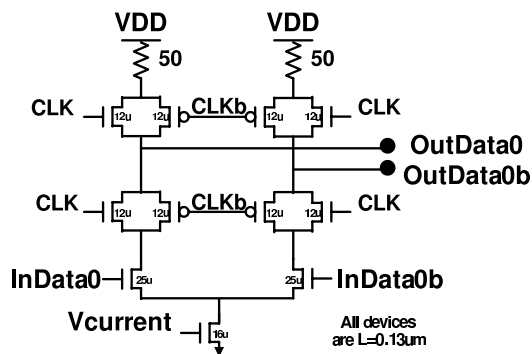 VDD VDD
50 50
CLK 12u 12u CLKb 12u 12u CLK
OutData0
OutData0b
CLK 12u 12u CLKb 12u 12u CLK
InData0 25u 25u InData0b
Vcurrent 16u
All devices
are L=0.13um